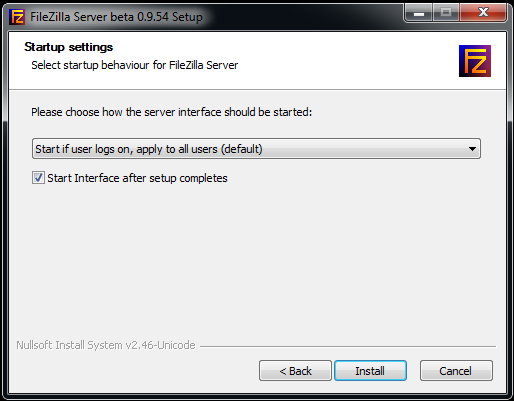 FileZilla Server beta 0.9.54 Setup
Startup settings
Select startup behaviour for FileZilla Server
Please choose how the server interface should be started:
Start if user logs on, apply to all users (default)
Start Interface after setup completes
Nullsoft Install System v2.46-Unicode
< Back
Install
Cancel